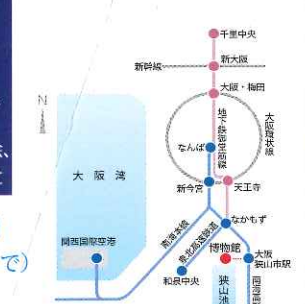 千里中央
新幹線
新大阪
大阪・梅田
地下鉄御堂筋線
大阪環状線
N
なんば
大阪湾
新今宮
天王寺
なかもず
南海本線
泉北高速鉄道
関西国際空港
博物館
大阪
狭山市駅
和泉中央
狭山池
で)